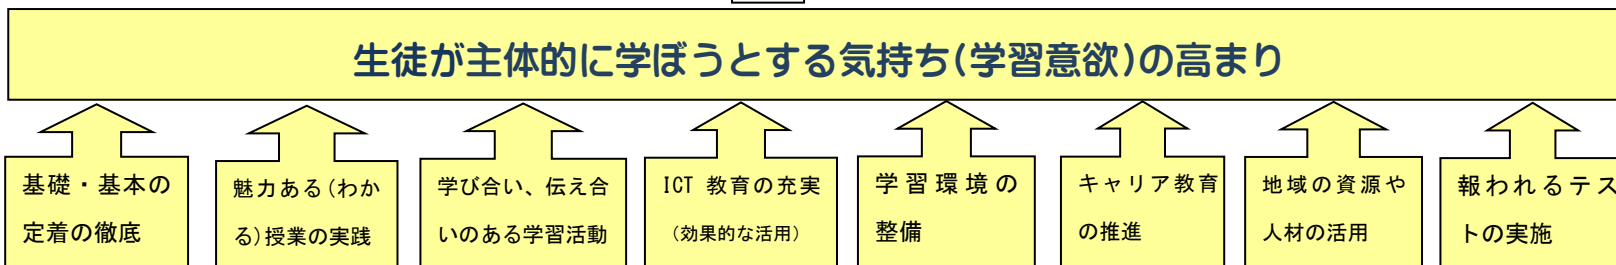 生徒が主体的に学ぼうとする気持ち(学習意欲)の高まり
基礎・基本の
定着の徹底
魅力ある(わか
る)授業の実践
学び合い、伝え合
いのある学習活動
ICT 教育の充実
(効果的な活用)
学習環境の
整備
キャリア教育
の推進
地域の資源や
人材の活用
報われるテス
トの実施